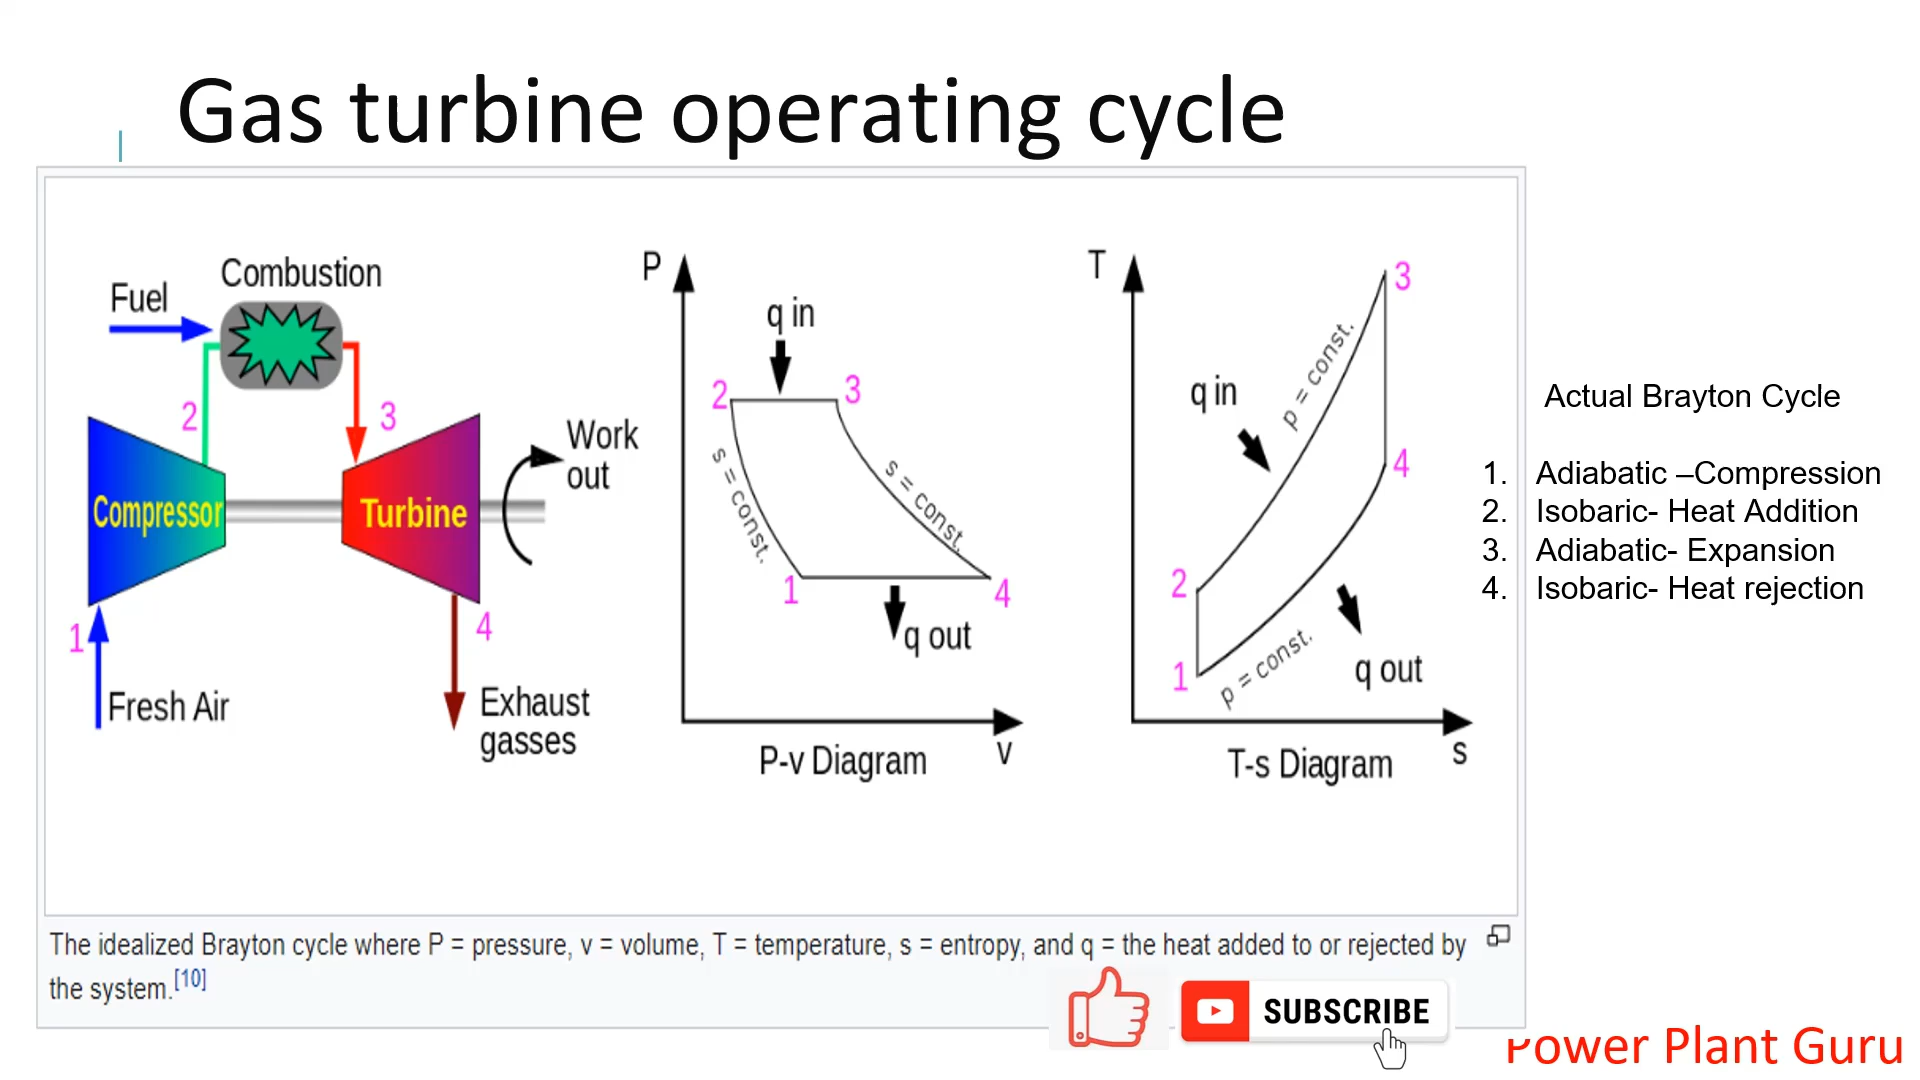 Gas turbine operating cycle
Combustion
Fuel
2
3
Compressor
Turbine
Work
out
1
4
Fresh Air
Exhaust
gasses
P
q in
2
3
s = const.
s = const.
1
4
q out
v
P-v Diagram
T
3
p = const.
q in
4
2
1
p = const.
q out
s
T-s Diagram
Actual Brayton Cycle
1. Adiabatic –Compression
2. Isobaric- Heat Addition
3. Adiabatic- Expansion
4. Isobaric- Heat rejection
The idealized Brayton cycle where P = pressure, v = volume, T = temperature, s = entropy, and q = the heat added to or rejected by
the system.[10]
SUBSCRIBE
Power Plant Guru